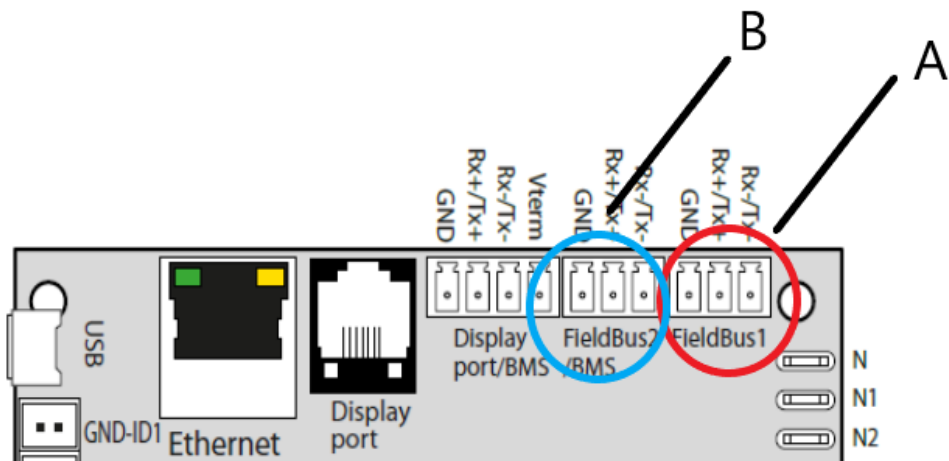 B
A
GND
Rx+/Tx+
Rx-/Tx-
Vterm
GND
Rx+/Tx+
Rx-/Tx-
GND
Rx+/Tx+
Rx-/Tx-
USB
Display
port/BMS
FieldBus2
/BMS
FieldBus1
N
N1
N2
GND-ID1
Ethernet
Display
port